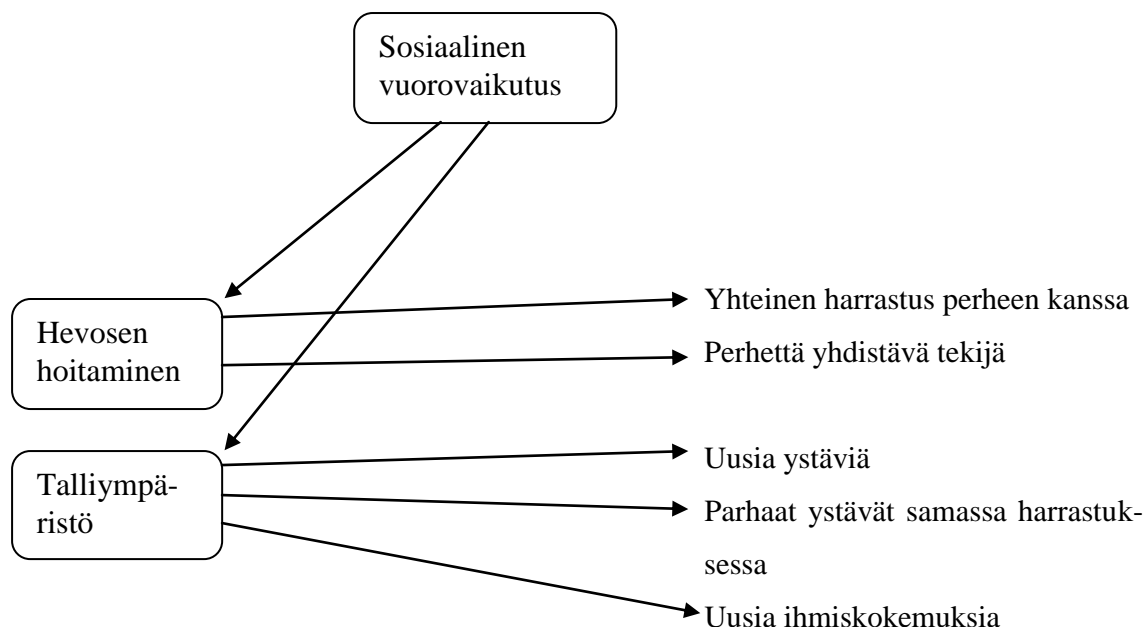 Sosiaalinen
vuorovaikutus
Hevosen
hoitaminen
Yhteinen harrastus perheen kanssa
Perhettä yhdistävä tekijä
Talliympä-
ristö
Uusia ystäviä
Parhaat ystävät samassa harrastuk-
sessa
Uusia ihmiskokemuksia